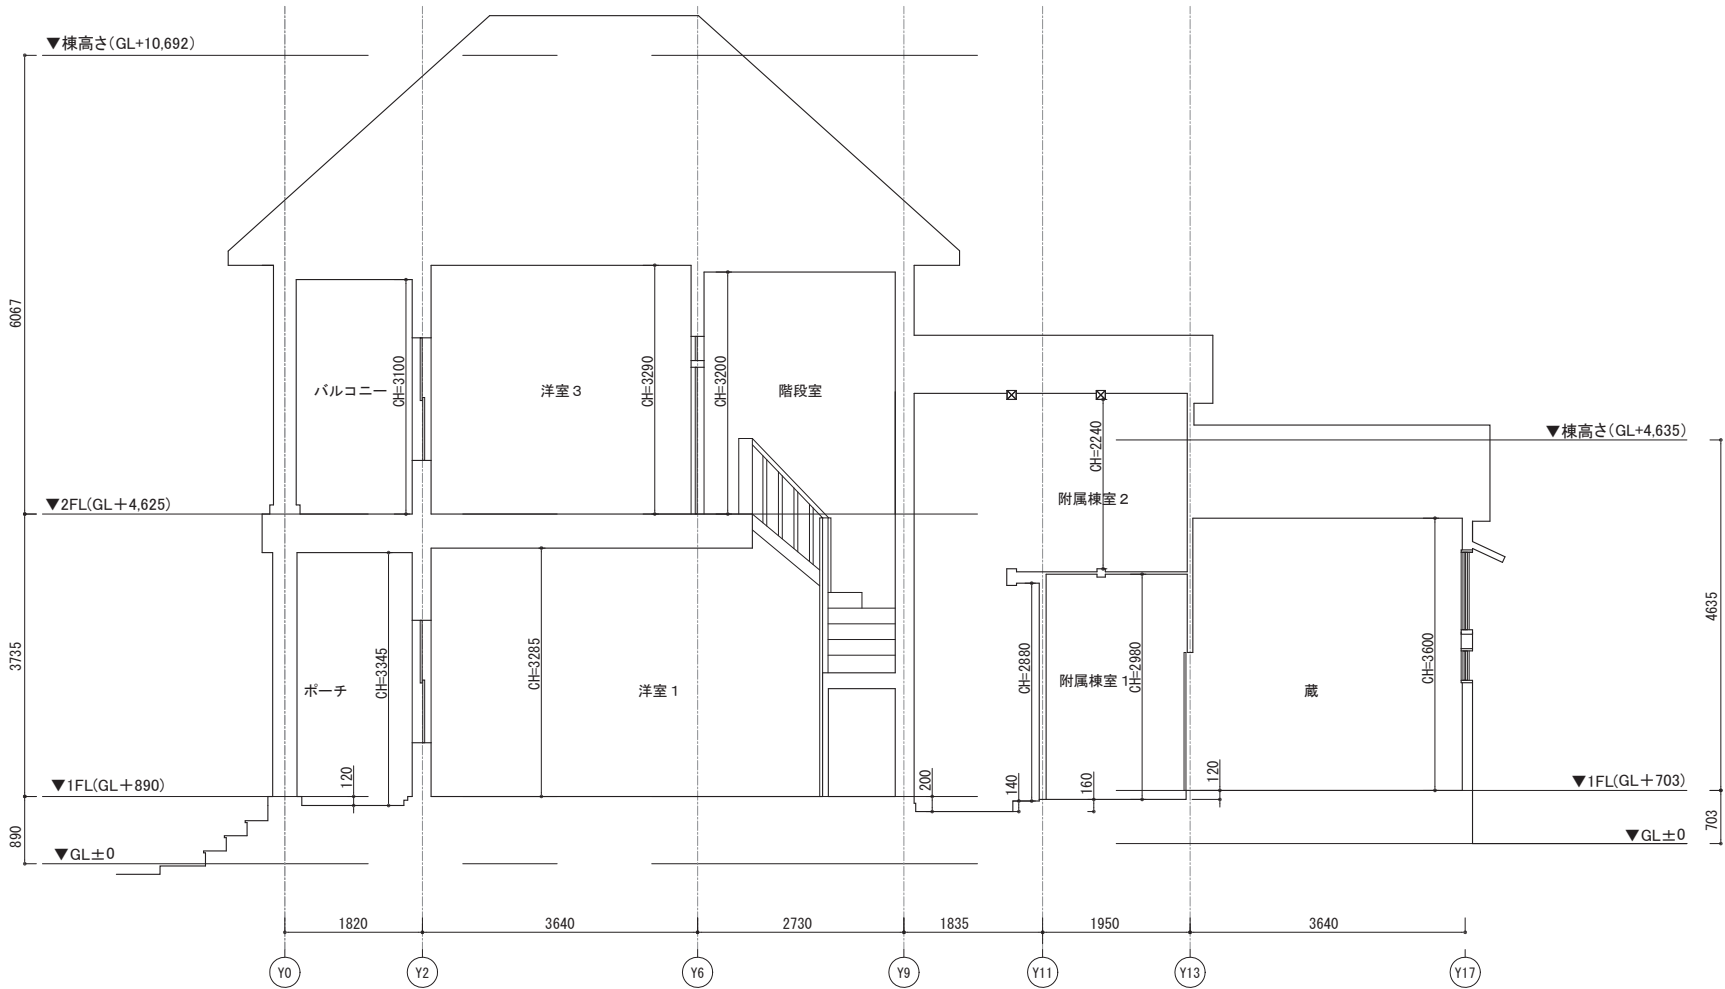 ▼棟高さ(GL+10,692)
6067
バルコニー
CH=3100
洋室3
CH=3290
CH=3200
階段室
CH=2240
▼棟高さ(GL+4,635)
附属棟室2
▼2FL(GL+4,625)
3735
ポーチ
CH=3345
CH=3285
洋室1
CH=2880
附属棟室1
CH=2980
蔵
CH=3600
4635
▼1FL(GL+890)
120
200
140
160
120
▼1FL(GL+703)
890
▼GL±0
703
▼GL±0
1820
3640
2730
1835
1950
3640
Y0
Y2
Y6
Y9
Y11
Y13
Y17